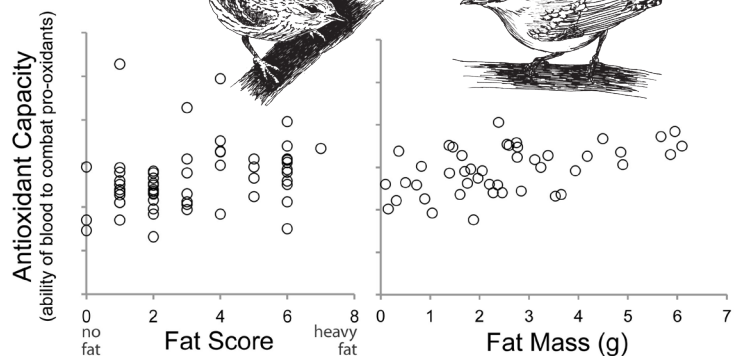 Antioxidant Capacity
(ability of blood to combat pro-oxidants)
0 2 4 6 8
no
fat
Fat Score
heavy
fat
0 1 2 3 4 5 6 7
Fat Mass (g)